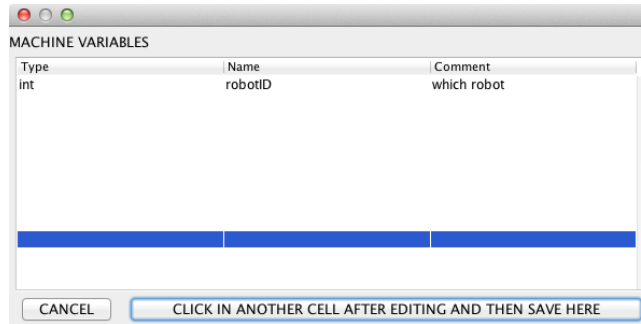 MACHINE VARIABLES
Type Name Comment
int robotID which robot
CANCEL CLICK IN ANOTHER CELL AFTER EDITING AND THEN SAVE HERE